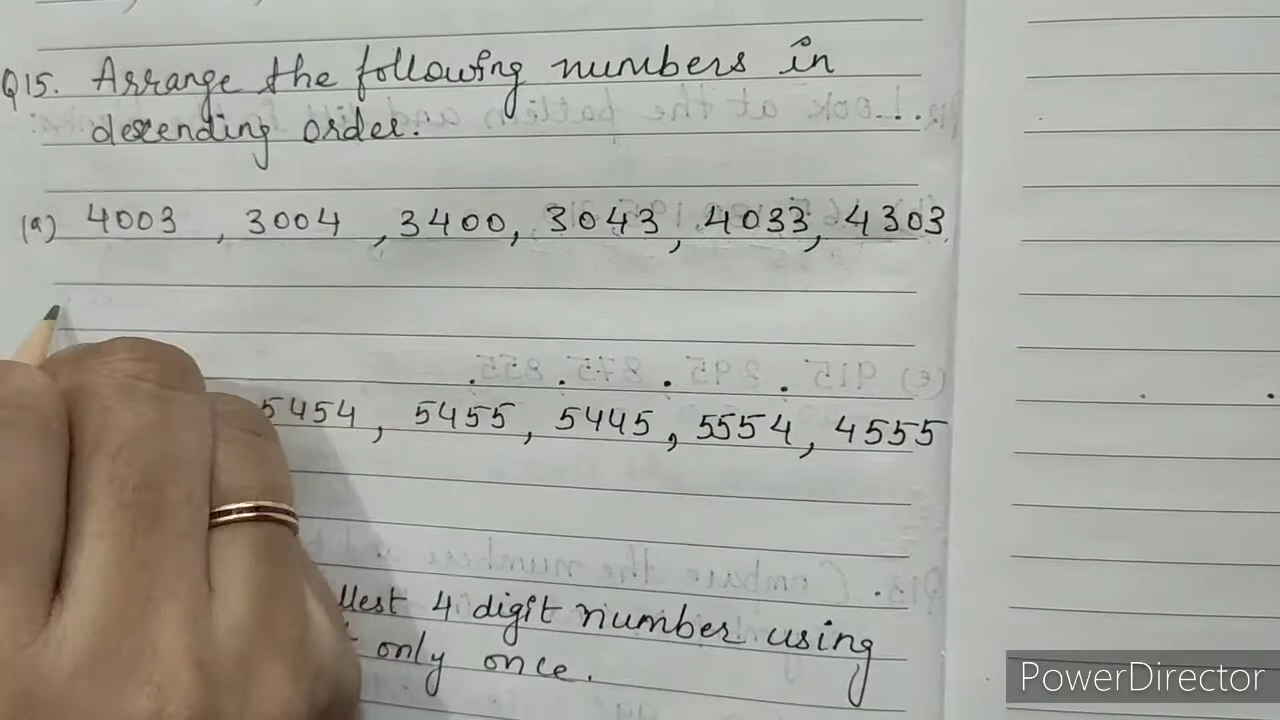 Q15. Arrange the following numbers in
descending order.
(a) 4003 , 3004 , 3400, 3043, 4033, 4303
5454, 5455, 5445, 5554, 4555
4 digit number using
only once.
PowerDirector